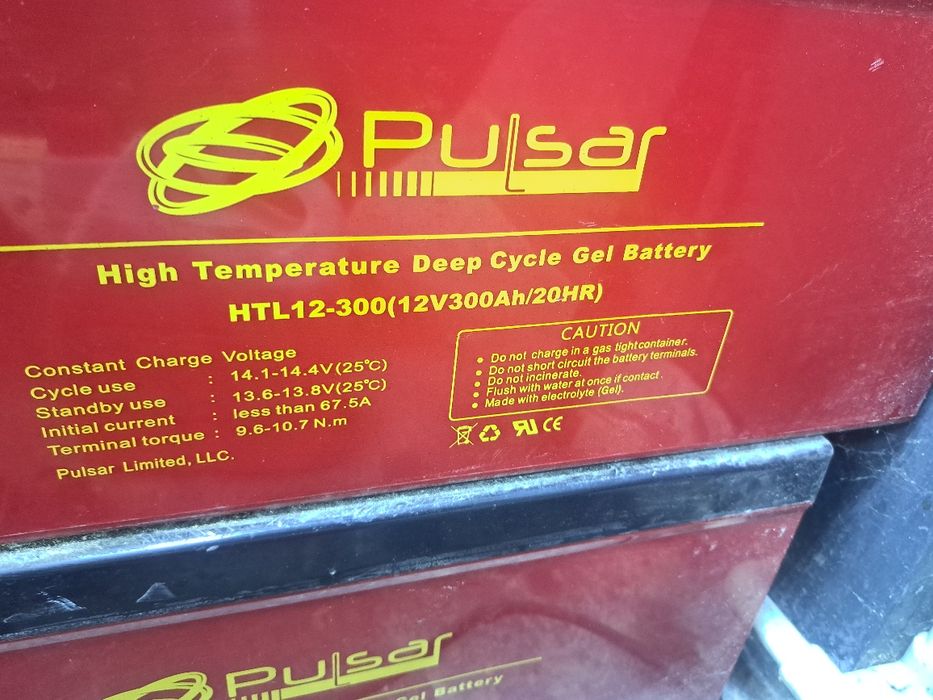 Pulsar
High Temperature Deep Cycle Gel Battery
HTL12-300(12V300Ah/20HR)
Constant Charge Voltage
Cycle use : 14.1-14.4V(25℃)
Standby use : 13.6-13.8V(25℃)
Initial current : less than 67.5A
Terminal torque : 9.6-10.7 N.m
Pulsar Limited, LLC.
CAUTION
● Do not charge in a gas tight container.
● Do not short circuit the battery terminals.
● Do not incinerate.
● Flush with water at once if contact.
● Made with electrolyte (Gel).
CE
Pulsar
Gel Battery